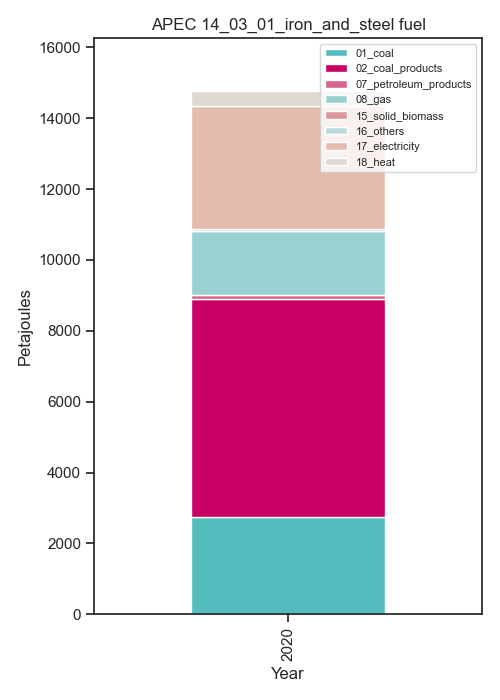 APEC 14_03_01_iron_and_steel fuel
16000
14000
12000
10000
8000
6000
4000
2000
0
Petajoules
01_coal
02_coal_products
07_petroleum_products
08_gas
15_solid_biomass
16_others
17_electricity
18_heat
2020
Year